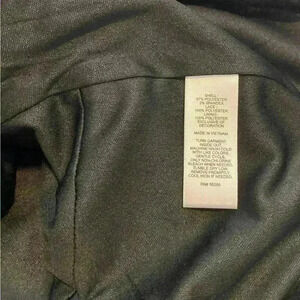 SHELL
97% POLYESTER
3% SPANDEX
LACE
100% POLYESTER
LINING
100% POLYESTER
EXCLUSIVE OF
DECORATION
MADE IN VIETNAM
TURN GARMENT
INSIDE OUT
MACHINE WASH COLD
WITH LIKE COLORS,
GENTLE CYCLE.
ONLY NON-CHLORINE
BLEACH WHEN NEEDED.
TUMBLE DRY LOW.
REMOVE PROMPTLY.
COOL IRON IF NEEDED.
RN#